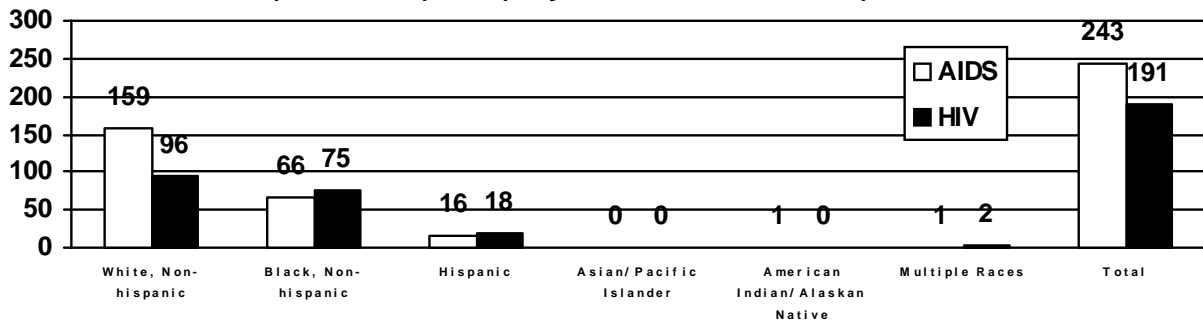 300
250
200
150
100
50
0
243
191
159
96
66
75
16
18
0
0
1
0
1
2
AIDS
HIV
White, Non-
hispanic
Black, Non-
hispanic
Hispanic
Asian/ Pacific
Islander
American
Indian/ Alaskan
Native
Multiple Races
Total